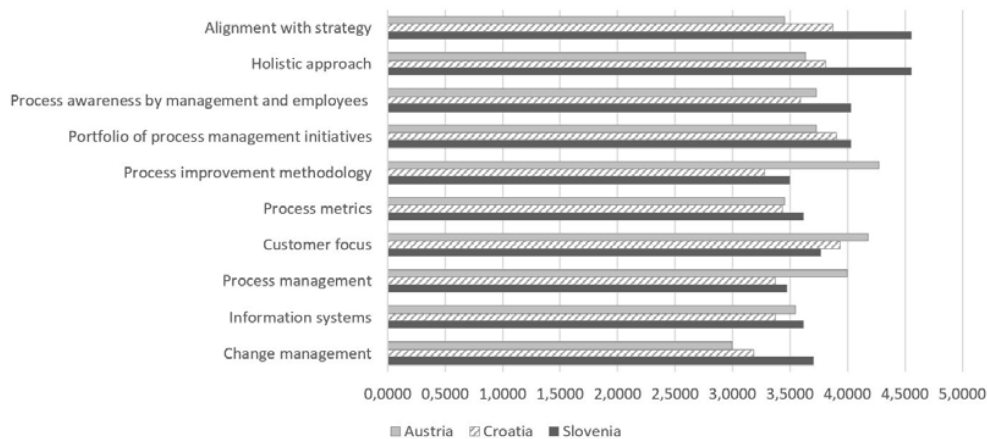 Alignment with strategy
Holistic approach
Process awareness by management and employees
Portfolio of process management initiatives
Process improvement methodology
Process metrics
Customer focus
Process management
Information systems
Change management
0,0000 0,5000 1,0000 1,5000 2,0000 2,5000 3,0000 3,5000 4,0000 4,5000 5,0000
Austria Croatia Slovenia